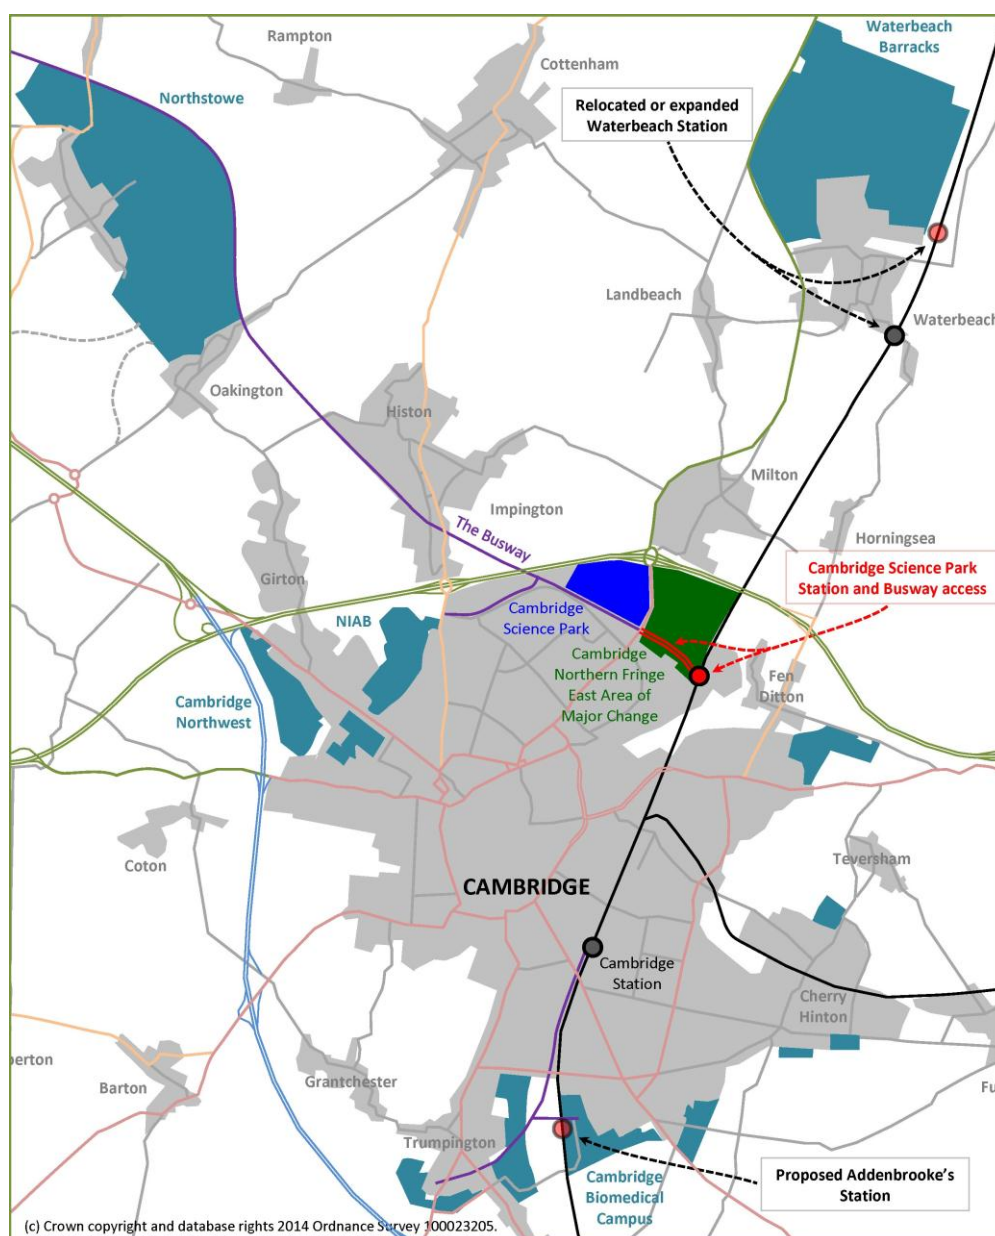 Rampton
Cottenham
Waterbeach
Barracks
Northstowe
Relocated or expanded
Waterbeach Station
Landbeach
Waterbeach
Oakington
Histon
Milton
Impington
The Busway
Horningsea
Girton
Cambridge Science Park
Station and Busway access
NIAB
Cambridge
Science Park
Cambridge
Northern Fringe
East Area of
Major Change
Fen
Ditton
Cambridge
Northwest
Coton
Teversham
CAMBRIDGE
Cambridge
Station
Cherry
Hinton
perton
Barton
Grantchester
Fu
Trumpington
Cambridge
Biomedical
Campus
Proposed Addenbrooke's
Station
(c) Crown copyright and database rights 2014 Ordnance Survey 100023205.